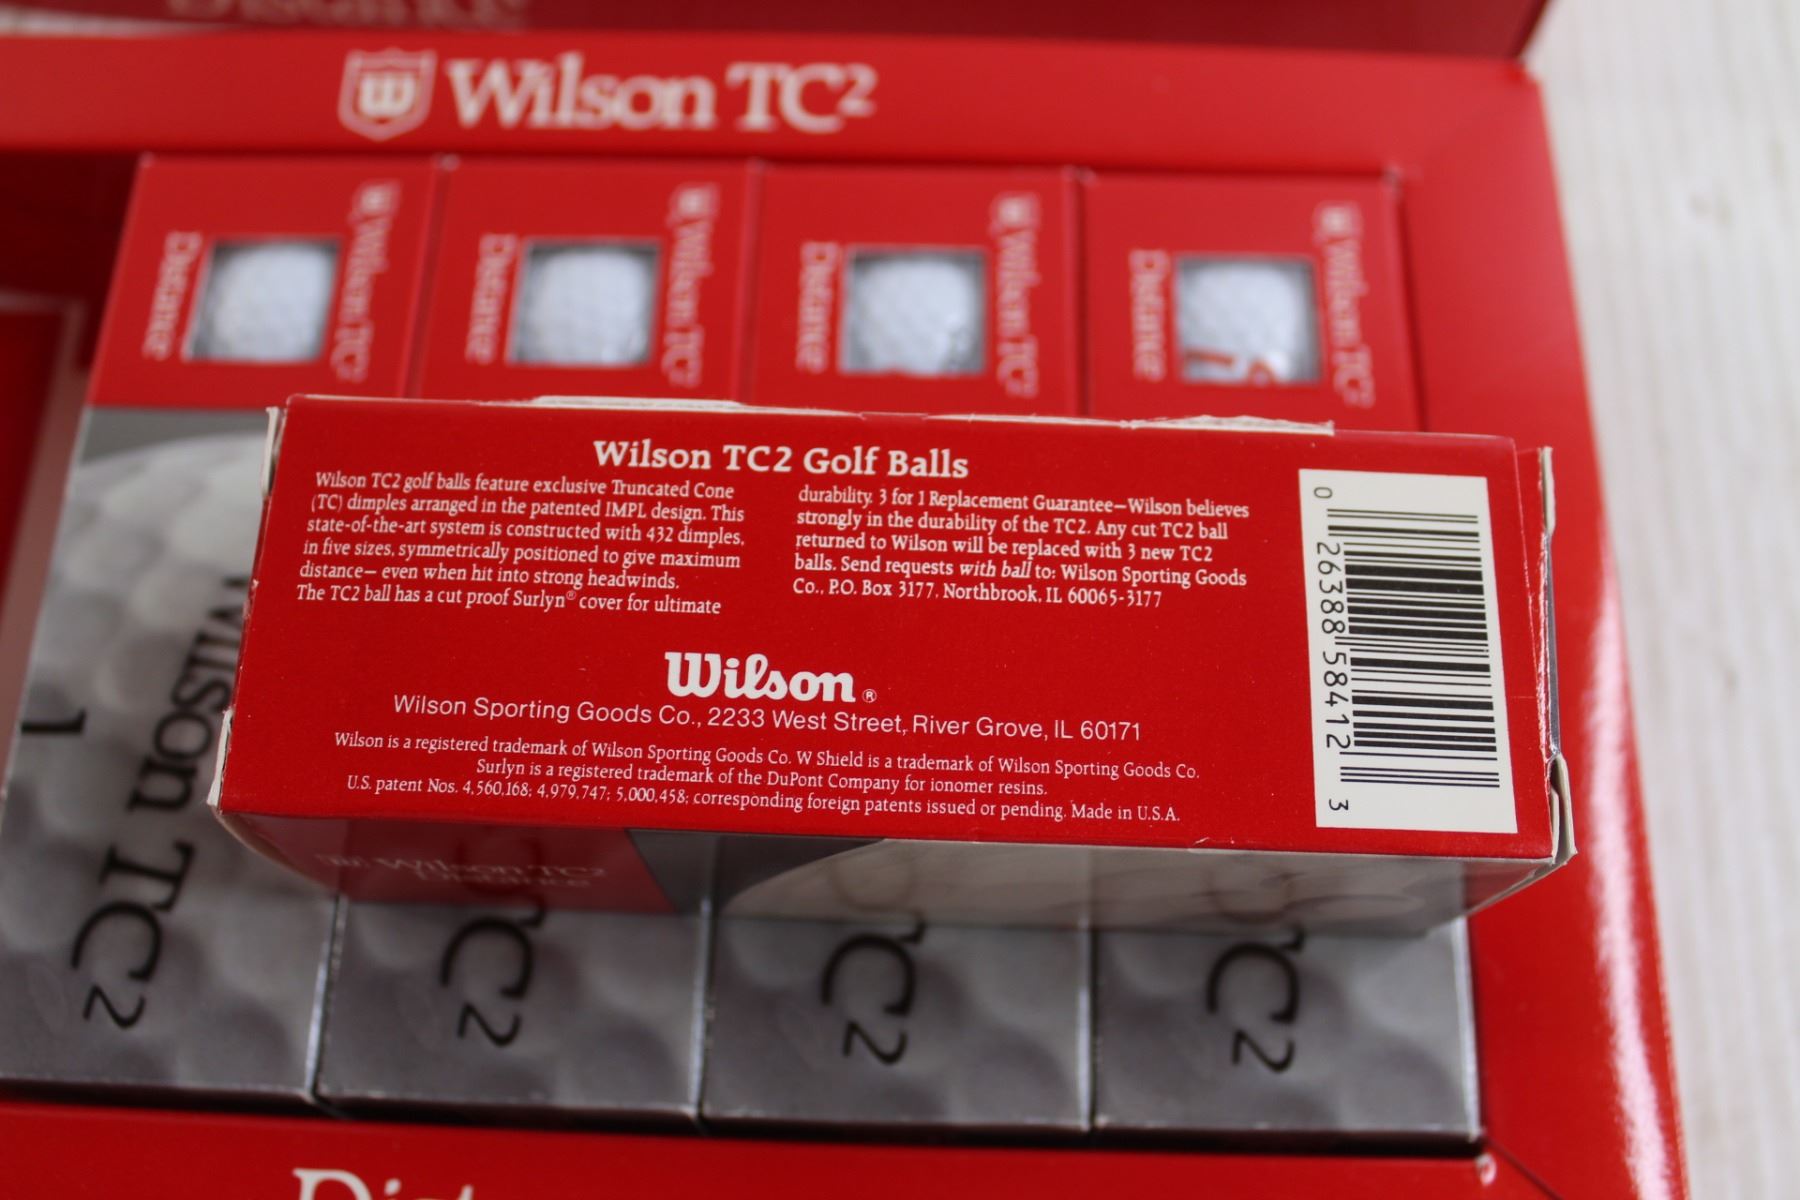 Wilson TC2
Wilson TC2
Distance
Wilson TC2
Distance
Wilson TC2
Distance
Wilson TC2
Distance
Wilson TC2 Golf Balls
Wilson TC2 golf balls feature exclusive Truncated Cone
(TC) dimples arranged in the patented IMPL design. This
state-of-the-art system is constructed with 432 dimples,
in five sizes, symmetrically positioned to give maximum
distance— even when hit into strong headwinds.
The TC2 ball has a cut proof Surlyn® cover for ultimate
durability. 3 for 1 Replacement Guarantee—Wilson believes
strongly in the durability of the TC2. Any cut TC2 ball
returned to Wilson will be replaced with 3 new TC2
balls. Send requests with ball to: Wilson Sporting Goods
Co., P.O. Box 3177, Northbrook, IL 60065-3177
Wilson®
Wilson Sporting Goods Co., 2233 West Street, River Grove, IL 60171
Wilson is a registered trademark of Wilson Sporting Goods Co. W Shield is a trademark of Wilson Sporting Goods Co.
Surlyn is a registered trademark of the DuPont Company for ionomer resins.
U.S. patent Nos. 4,560,168; 4,979,747; 5,000,458; corresponding foreign patents issued or pending. Made in U.S.A.
0 26388 58412 3
Wilson TC2
Distance
Wilson TC2
1
TC2
TC2
TC2